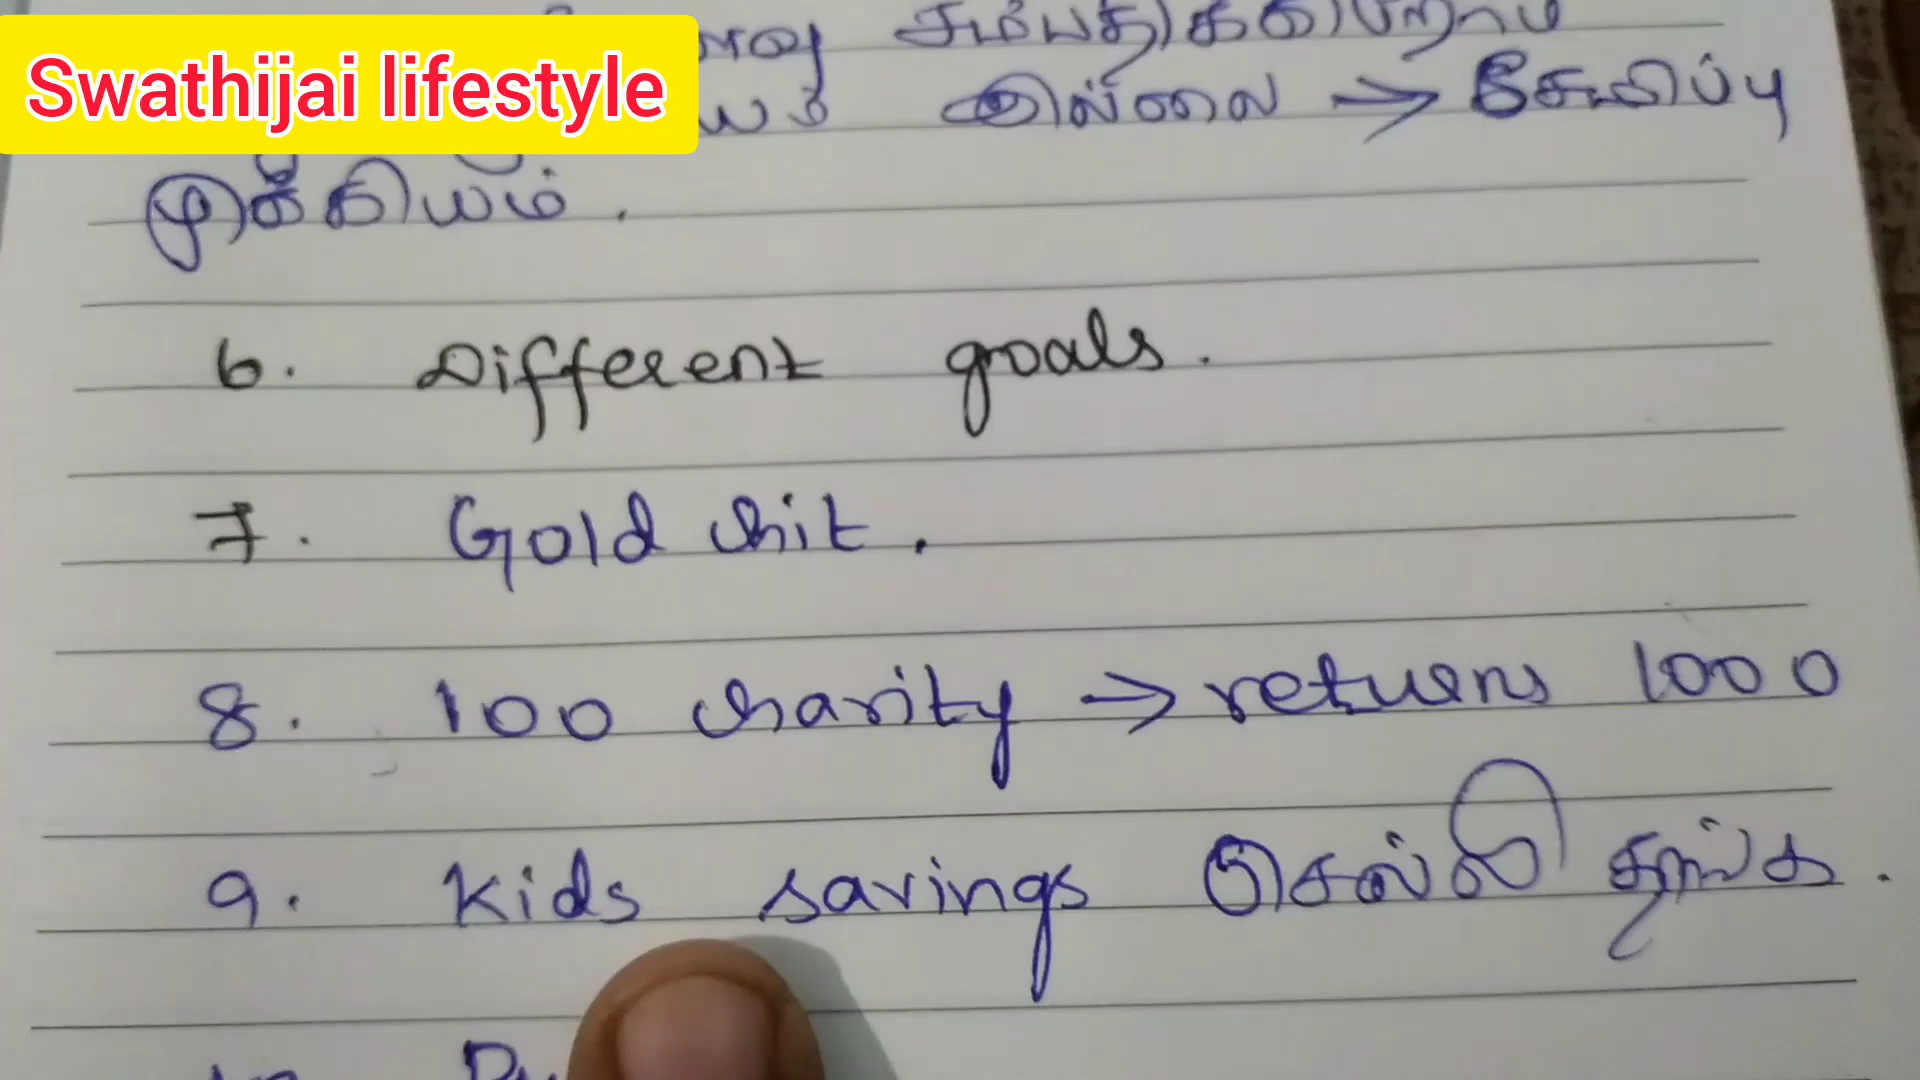 Swathijai lifestyle
சம்பாதிக்கிறோம்
இல்லை → சேமிப்பு
முக்கியம்.
6. Different goals.
7. Gold chit.
8. 100 charity → returns 1000
9. Kids savings சொல்லி தாங்க.